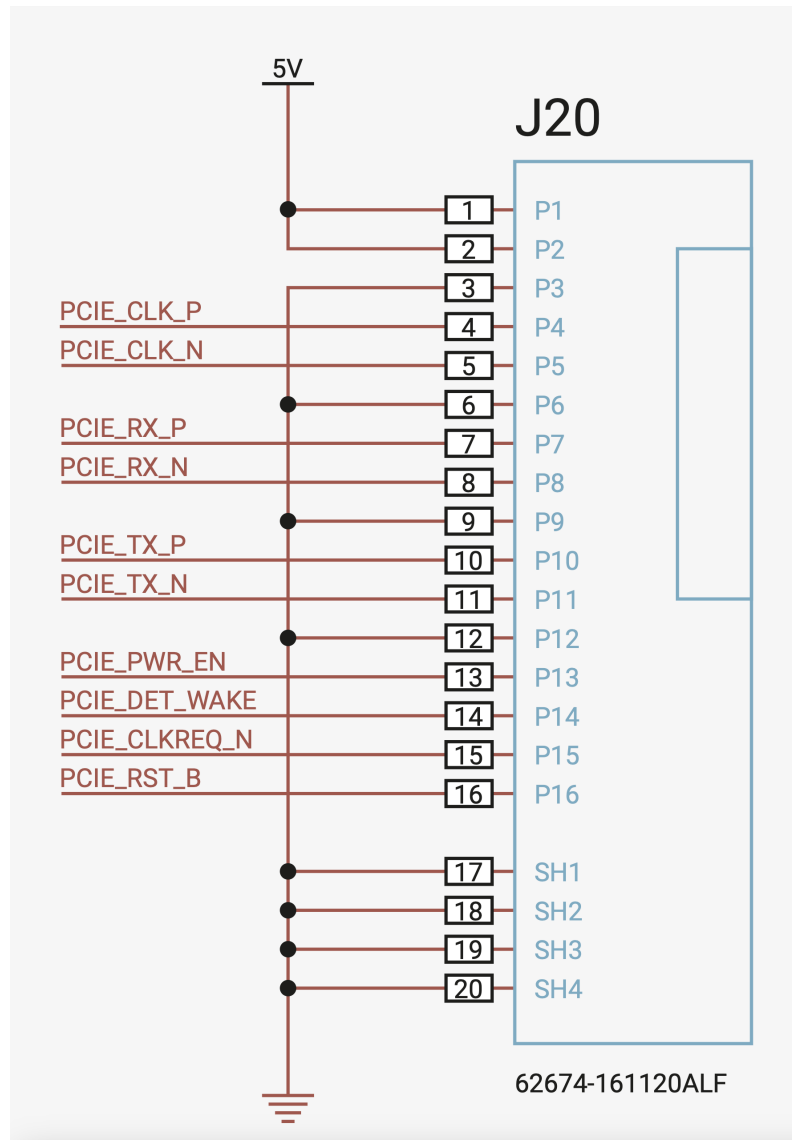 5V
J20
1 P1
2 P2
3 P3
PCIE_CLK_P
4 P4
PCIE_CLK_N
5 P5
6 P6
PCIE_RX_P
7 P7
PCIE_RX_N
8 P8
9 P9
PCIE_TX_P
10 P10
PCIE_TX_N
11 P11
12 P12
PCIE_PWR_EN
13 P13
PCIE_DET_WAKE
14 P14
PCIE_CLKREQ_N
15 P15
PCIE_RST_B
16 P16
17 SH1
18 SH2
19 SH3
20 SH4
62674-161120ALF